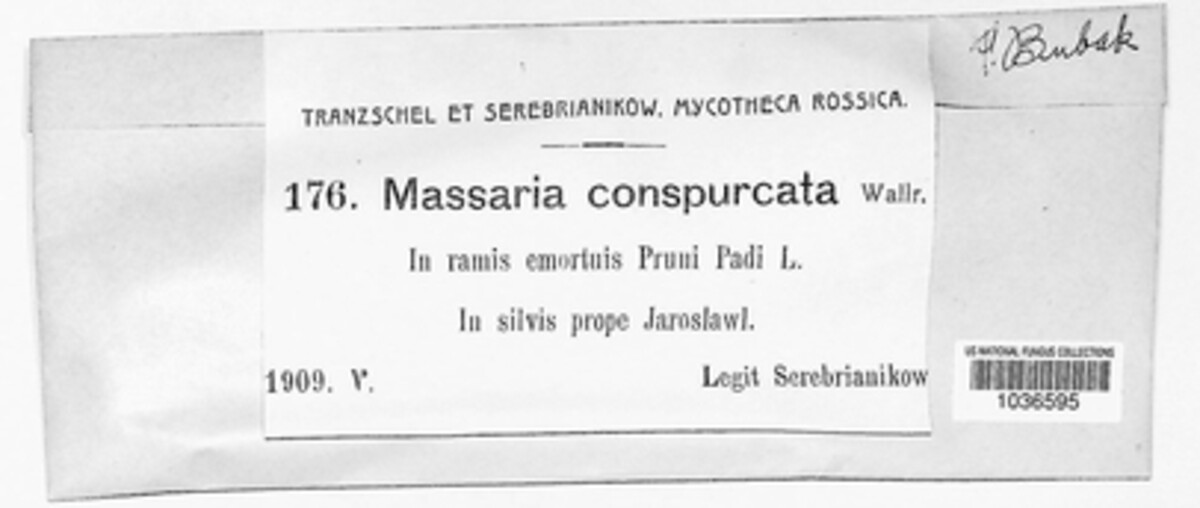 Bubak
TRANZSCHEL ET SEREBRIANIKOW, MYCOTHECA ROSSICA.
176. Massaria conspurcata Wallr.
In ramis emortuis Pruni Padi L.
In silvis prope Jaroslawl.
1909. V. Legit Serebrianikow
US NATIONAL FUNGUS COLLECTIONS
1036595